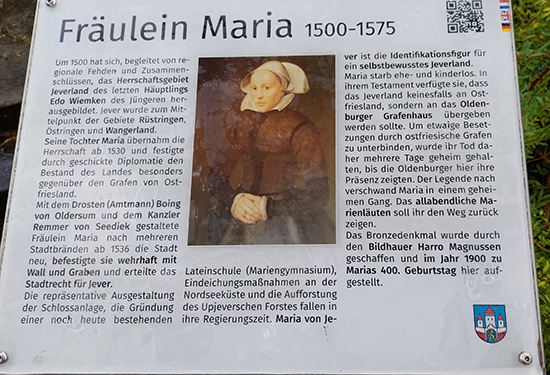 Fräulein Maria 1500-1575
Um 1500 hat sich, begleitet von re-
gionale Fehden und Zusammen-
schlüssen, das Herrschaftsgebiet
Jeverland des letzten Häuptlings
Edo Wiemken des Jüngeren her-
ausgebildet. Jever wurde zum Mit-
telpunkt der Gebiete Rüstringen,
Östringen und Wangerland.
Seine Tochter Maria übernahm die
Herrschaft ab 1530 und festigte
durch geschickte Diplomatie den
Bestand des Landes besonders
gegenüber den Grafen von Ost-
friesland.
Mit dem Drosten (Amtmann) Boing
von Oldersum und dem Kanzler
Remmer von Seediek gestaltete
Fräulein Maria nach mehreren
Stadtbränden ab 1536 die Stadt
neu, befestigte sie wehrhaft mit
Wall und Graben und erteilte das
Stadtrecht für Jever.
Die repräsentative Ausgestaltung
der Schlossanlage, die Gründung
einer noch heute bestehenden
Lateinschule (Mariengymnasium),
Eindeichungsmaßnahmen an der
Nordseeküste und die Aufforstung
des Upjeverschen Forstes fallen in
ihre Regierungszeit. Maria von Je-
ver ist die Identifikationsfigur für
ein selbstbewusstes Jeverland.
Maria starb ehe- und kinderlos. In
ihrem Testament verfügte sie, dass
das Jeverland keinesfalls an Ost-
friesland, sondern an das Olden-
burger Grafenhaus übergeben
werden sollte. Um etwaige Beset-
zungen durch ostfriesische Grafen
zu unterbinden, wurde ihr Tod da-
her mehrere Tage geheim gehal-
ten, bis die Oldenburger hier ihre
Präsenz zeigten. Der Legende nach
verschwand Maria in einem gehei-
men Gang. Das allabendliche Ma-
rienläuten soll ihr den Weg zurück
zeigen.
Das Bronzedenkmal wurde durch
den Bildhauer Harro Magnussen
geschaffen und im Jahr 1900 zu
Marias 400. Geburtstag hier auf-
gestellt.